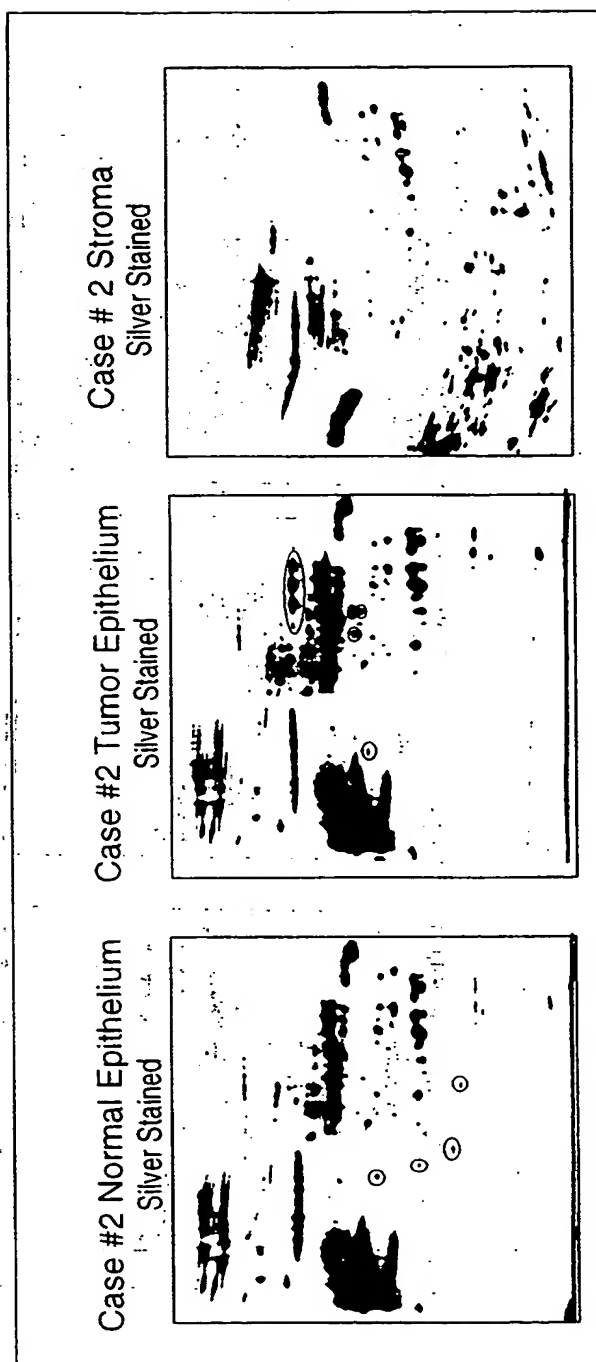 Case #2 Normal Epithelium
Silver Stained
Case #2 Tumor Epithelium
Silver Stained
Case # 2 Stroma
Silver Stained